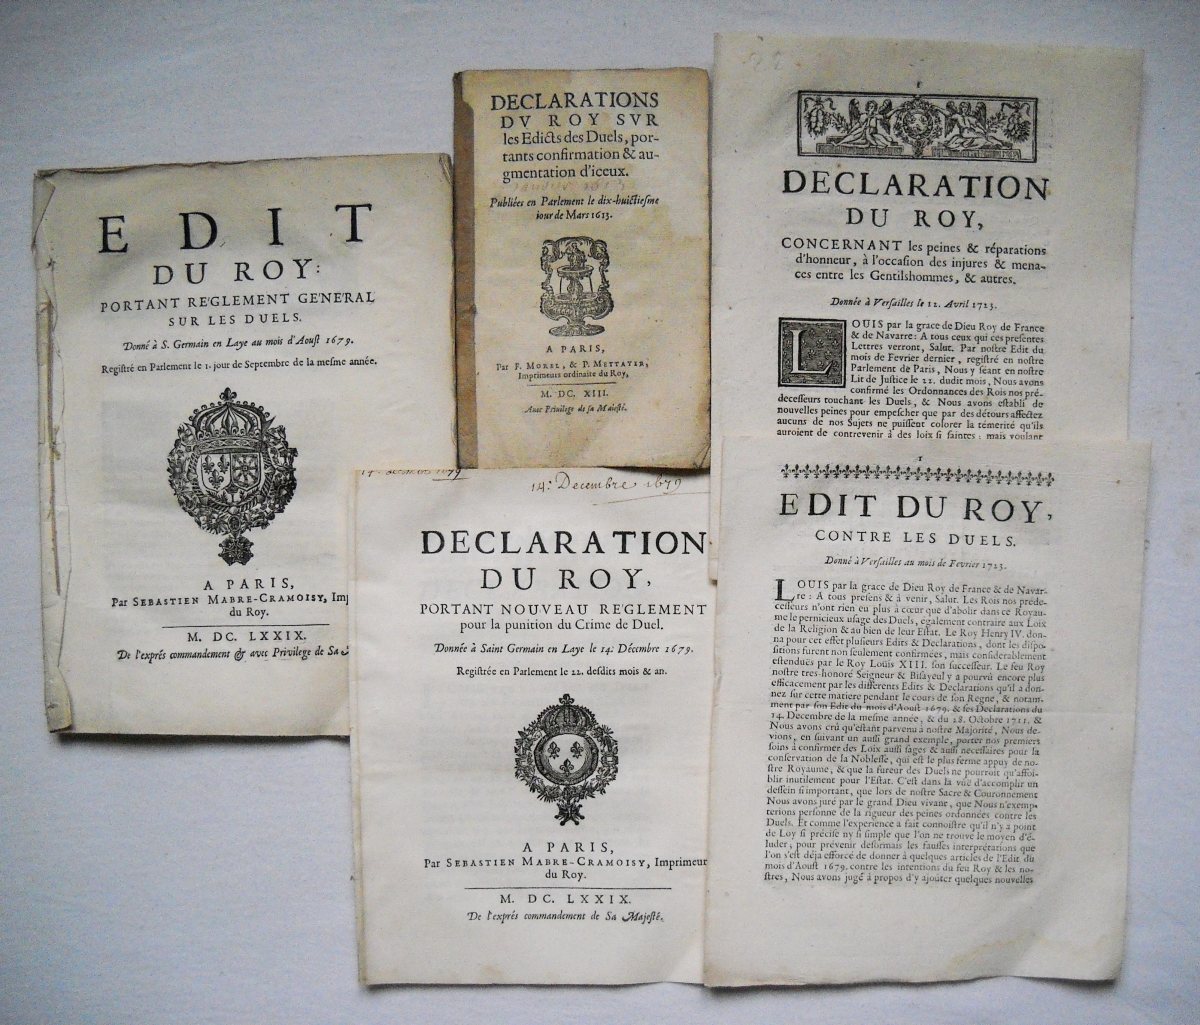 EDIT
DU ROY:
PORTANT RE'GLEMENT GE'NE'RAL
SUR LES DUELS.
Donné à S. Germain en Laye au mois d'Aoust 1679.
Registré en Parlement le 1. jour de Septembre de la mesme année.
A PARIS,
Par SEBASTIEN MABRE-CRAMOISY, Imp
du Roy.
M. DC. LXXIX.
De l'exprés commandement & avec Privilege de Sa M
DECLARATIONS
DV ROY SVR
les Edicts des Duels, por-
tants confirmation & au-
gmentation d'iceux.
Publiées en Parlement le dix-huictiesme
iour de Mars 1613.
A PARIS,
Par F. MOREL, & P. METTAYER,
Imprimeurs ordinaire du Roy,
M. DC. XIII.
Auec Priuilege de sa Maiesté.
14. Decembre 1679
DECLARATION
DU ROY,
PORTANT NOUVEAU RE'GLEMENT
pour la punition du Crime de Duel.
Donnée à Saint Germain en Laye le 14. Décembre 1679.
Registrée en Parlement le 22. desdits mois & an.
A PARIS,
Par SEBASTIEN MABRE-CRAMOISY, Imprimeur
du Roy.
M. DC. LXXIX.
De l'exprés commandement de Sa Majesté.
1
DECLARATION
DU ROY,
CONCERNANT les peines & réparations
d'honneur, à l'occasion des injures & mena-
ces entre les Gentilshommes, & autres.
Donnée à Versailles le 12. Avril 1723.
LOUIS par la grace de Dieu Roy de France
& de Navarre: A tous ceux qui ces presentes
Lettres verront, Salut. Par nostre Edit du
mois de Fevrier dernier, registré en nostre
Parlement de Paris, Nous y séant en nostre
Lit de Justice le 22. dudit mois, Nous avons
confirmé les Ordonnances des Rois nos pré-
decesseurs touchant les Duels, & Nous avons establi de
nouvelles peines pour empescher que par des détours affectez
aucuns de nos Sujets ne puissent colorer la témerité qu'ils
auroient de contrevenir à des loix si saintes: mais voulant
1
EDIT DU ROY,
CONTRE LES DUELS.
Donné à Versailles au mois de Fevrier 1723.
LOUIS par la grace de Dieu Roy de France & de Navar-
re: A tous présens & à venir, Salut. Les Rois nos préde-
cesseurs n'ont rien eu plus à cœur que d'abolir dans ce Royau-
me le pernicieux usage des Duels, également contraire aux Loix
de la Religion & au bien de leur Estat. Le Roy Henry IV. don-
na pour cet effet plusieurs Edits & Declarations, dont les dispo-
sitions furent non seulement confirmées, mais considerablement
estenduës par le Roy Loüis XIII. son successeur. Le feu Roy
nostre tres-honoré Seigneur & Bisayeul y a pourvû encore plus
efficacement par les differents Edits & Declarations qu'il a don-
nez sur cette matiere pendant le cours de son Regne, & notam-
ment par son Edit du mois d'Aoust 1679. & ses Declarations du
14. Decembre de la mesme année, & du 28. Octobre 1711. &
Nous avons crû qu'estant parvenu à nostre Majorité, Nous de-
vions, en suivant un aussi grand exemple, porter nos premiers
soins à confirmer des Loix aussi sages & aussi necessaires pour la
conservation de la Noblesse, qui est le plus ferme appuy de no-
stre Royaume, & que la fureur des Duels ne pourroit qu'affoi-
blir inutilement pour l'Estat. C'est dans la vûë d'accomplir un
dessein si important, que lors de nostre Sacre & Couronnement
Nous avons juré par le grand Dieu vivant, que Nous n'exemp-
terions personne de la rigueur des peines ordonnées contre les
Duels. Et comme l'experience a fait connoistre qu'il n'y a point
de Loy si précise ny si simple que l'on ne trouve le moyen d'é-
luder, pour prévenir desormais les fausses interprétations que
l'on s'est déja efforcé de donner à quelques articles de l'Edit du
mois d'Aoust 1679. contre les intentions du feu Roy & les no-
stres, Nous avons jugé à propos d'y ajouter quelques nouvelles